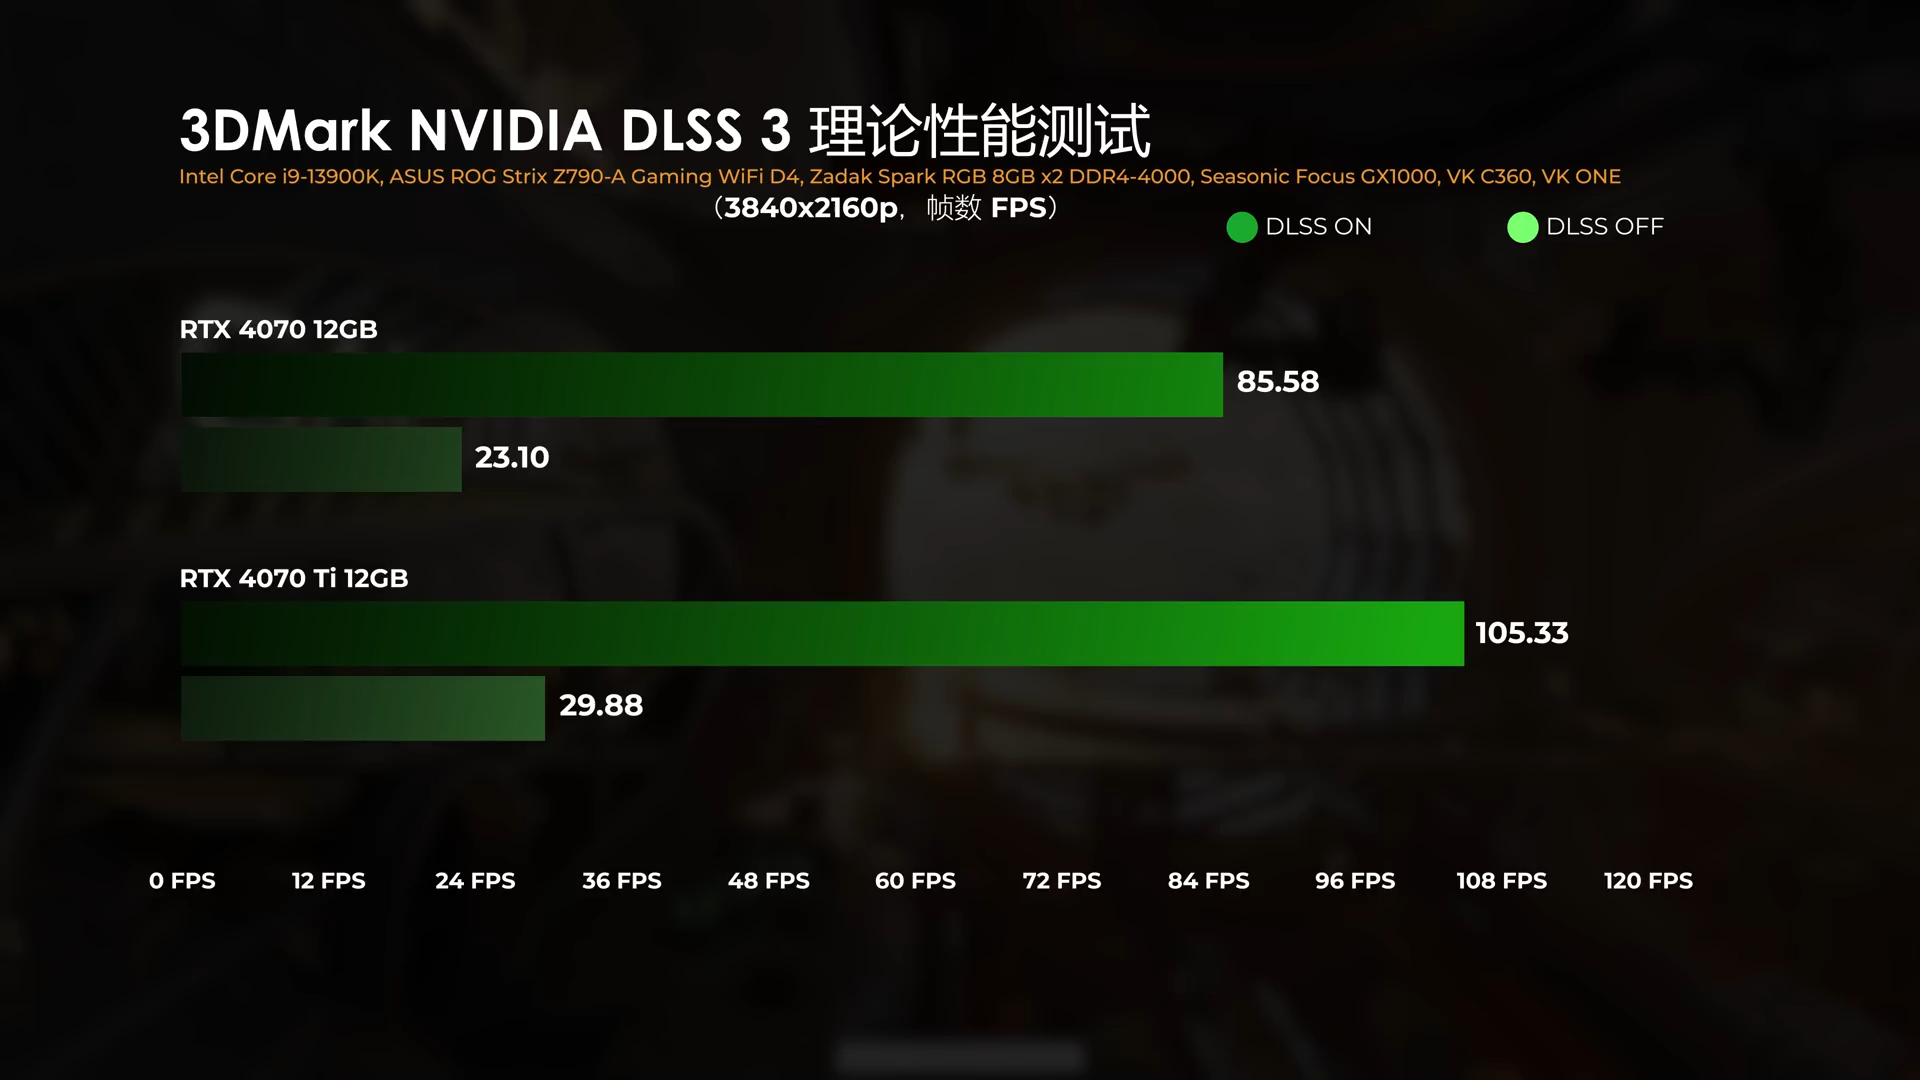 3DMark NVIDIA DLSS 3 理论性能测试
Intel Core i9-13900K, ASUS ROG Strix Z790-A Gaming WiFi D4, Zadak Spark RGB 8GB x2 DDR4-4000, Seasonic Focus GX1000, VK C360, VK ONE
（3840x2160p，帧数 FPS）
DLSS ON
DLSS OFF
RTX 4070 12GB
85.58
23.10
RTX 4070 Ti 12GB
105.33
29.88
0 FPS 12 FPS 24 FPS 36 FPS 48 FPS 60 FPS 72 FPS 84 FPS 96 FPS 108 FPS 120 FPS